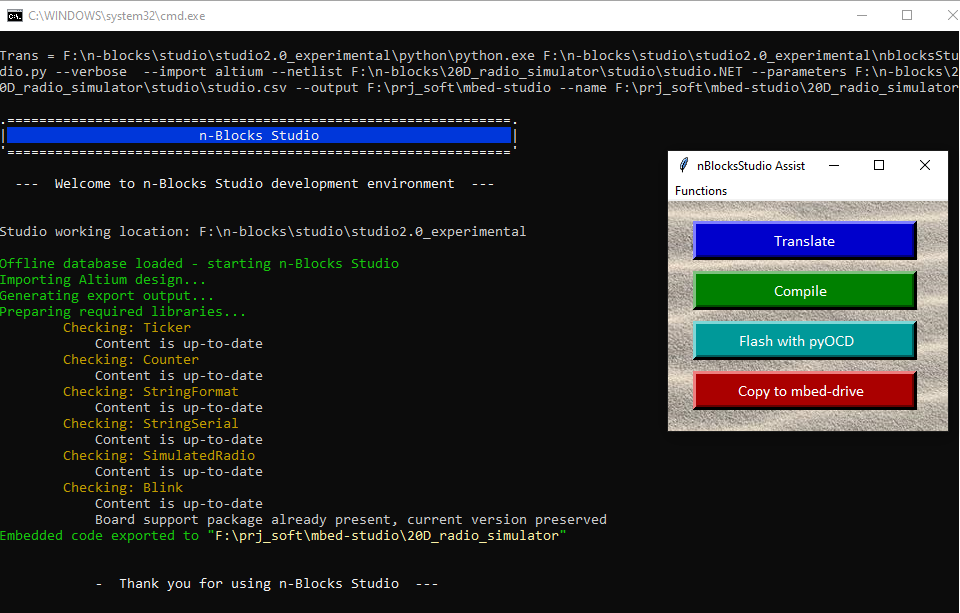 C:\WINDOWS\system32\cmd.exe
Trans = F:\n-blocks\studio\studio2.0_experimental\python\python.exe F:\n-blocks\studio\studio2.0_experimental\nblocksStu
dio.py --verbose  --import altium --netlist F:\n-blocks\20D_radio_simulator\studio\studio.NET --parameters F:\n-blocks\2
0D_radio_simulator\studio\studio.csv --output F:\prj_soft\mbed-studio --name F:\prj_soft\mbed-studio\20D_radio_simulator
.===============================================================.
| n-Blocks Studio |
'==============================================================='
---  Welcome to n-Blocks Studio development environment  ---
Studio working location: F:\n-blocks\studio\studio2.0_experimental
Offline database loaded - starting n-Blocks Studio
Importing Altium design...
Generating export output...
Preparing required libraries...
Checking: Ticker
Content is up-to-date
Checking: Counter
Content is up-to-date
Checking: StringFormat
Content is up-to-date
Checking: StringSerial
Content is up-to-date
Checking: SimulatedRadio
Content is up-to-date
Checking: Blink
Content is up-to-date
Board support package already present, current version preserved
Embedded code exported to "F:\prj_soft\mbed-studio\20D_radio_simulator"
-  Thank you for using n-Blocks Studio  ---
nBlocksStudio Assist
Functions
Translate
Compile
Flash with pyOCD
Copy to mbed-drive